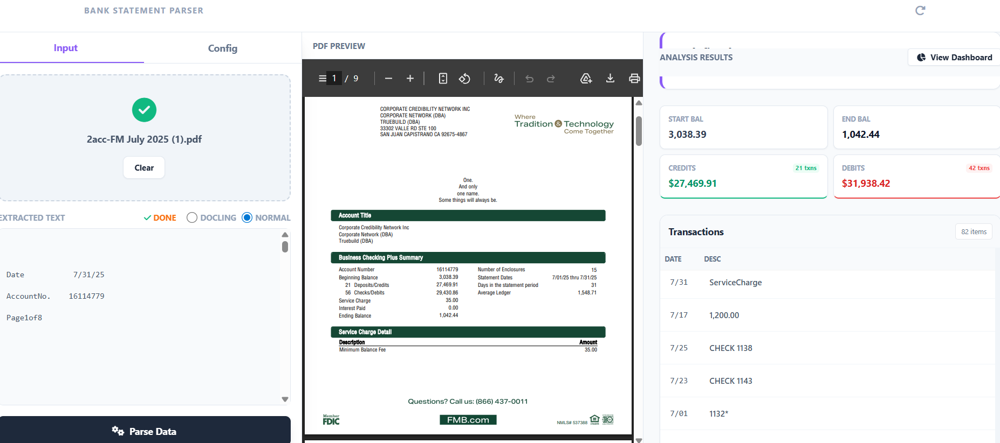 BANK STATEMENT PARSER
Input
Config
2acc-FM July 2025 (1).pdf
Clear
EXTRACTED TEXT
DONE
DOCLING
NORMAL
Date 7/31/25
AccountNo. 16114779
Page1of8
Parse Data
PDF PREVIEW
1 / 9
CORPORATE CREDIBILITY NETWORK INC
CORPORATE NETWORK (DBA)
TRUEBUILD (DBA)
33302 VALLE RD STE 100
SAN JUAN CAPISTRANO CA 92675-4867
Where
Tradition & Technology
Come Together
One.
And only
one name.
Some things will always be.
Account Title
Corporate Credibility Network Inc
Corporate Network (DBA)
Truebuild (DBA)
Business Checking Plus Summary
Account Number 16114779 Number of Enclosures 15
Beginning Balance 3,038.39 Statement Dates 7/01/25 thru 7/31/25
21 Deposits/Credits 27,469.91 Days in the statement period 31
56 Checks/Debits 29,430.86 Average Ledger 1,548.71
Service Charge 35.00
Interest Paid 0.00
Ending Balance 1,042.44
Service Charge Detail
Description Amount
Minimum Balance Fee 35.00
Questions? Call us: (866) 437-0011
Member
FDIC
FMB.com
NMLS# 537388
ANALYSIS RESULTS
View Dashboard
START BAL
3,038.39
END BAL
1,042.44
CREDITS 21 txns
$27,469.91
DEBITS 42 txns
$31,938.42
Transactions 82 items
DATE DESC
7/31 ServiceCharge
7/17 1,200.00
7/25 CHECK 1138
7/23 CHECK 1143
7/01 1132*